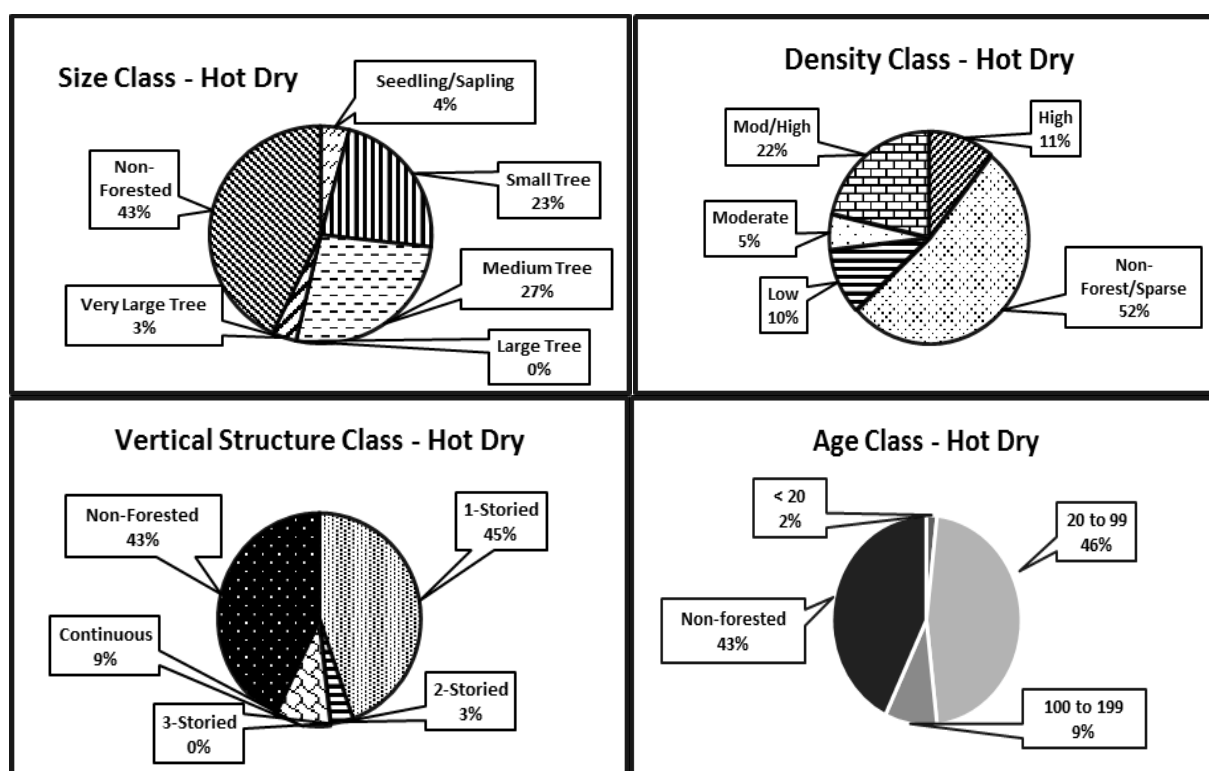 Size Class - Hot Dry
Seedling/Sapling
4%
Small Tree
23%
Medium Tree
27%
Large Tree
0%
Very Large Tree
3%
Non-
Forested
43%
Density Class - Hot Dry
High
11%
Non-
Forest/Sparse
52%
Low
10%
Moderate
5%
Mod/High
22%
Vertical Structure Class - Hot Dry
1-Storied
45%
2-Storied
3%
3-Storied
0%
Continuous
9%
Non-Forested
43%
Age Class - Hot Dry
< 20
2%
20 to 99
46%
100 to 199
9%
Non-forested
43%